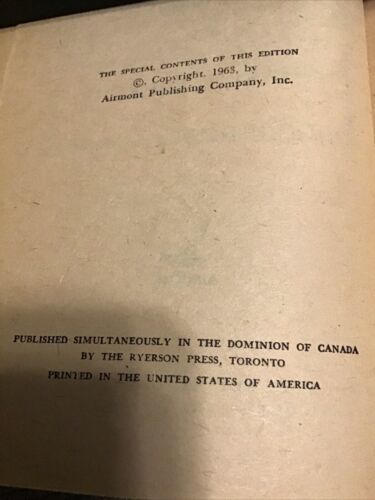 THE SPECIAL CONTENTS OF THIS EDITION
©, Copyright, 1963, by
Airmont Publishing Company, Inc.
PUBLISHED SIMULTANEOUSLY IN THE DOMINION OF CANADA
BY THE RYERSON PRESS, TORONTO
PRINTED IN THE UNITED STATES OF AMERICA